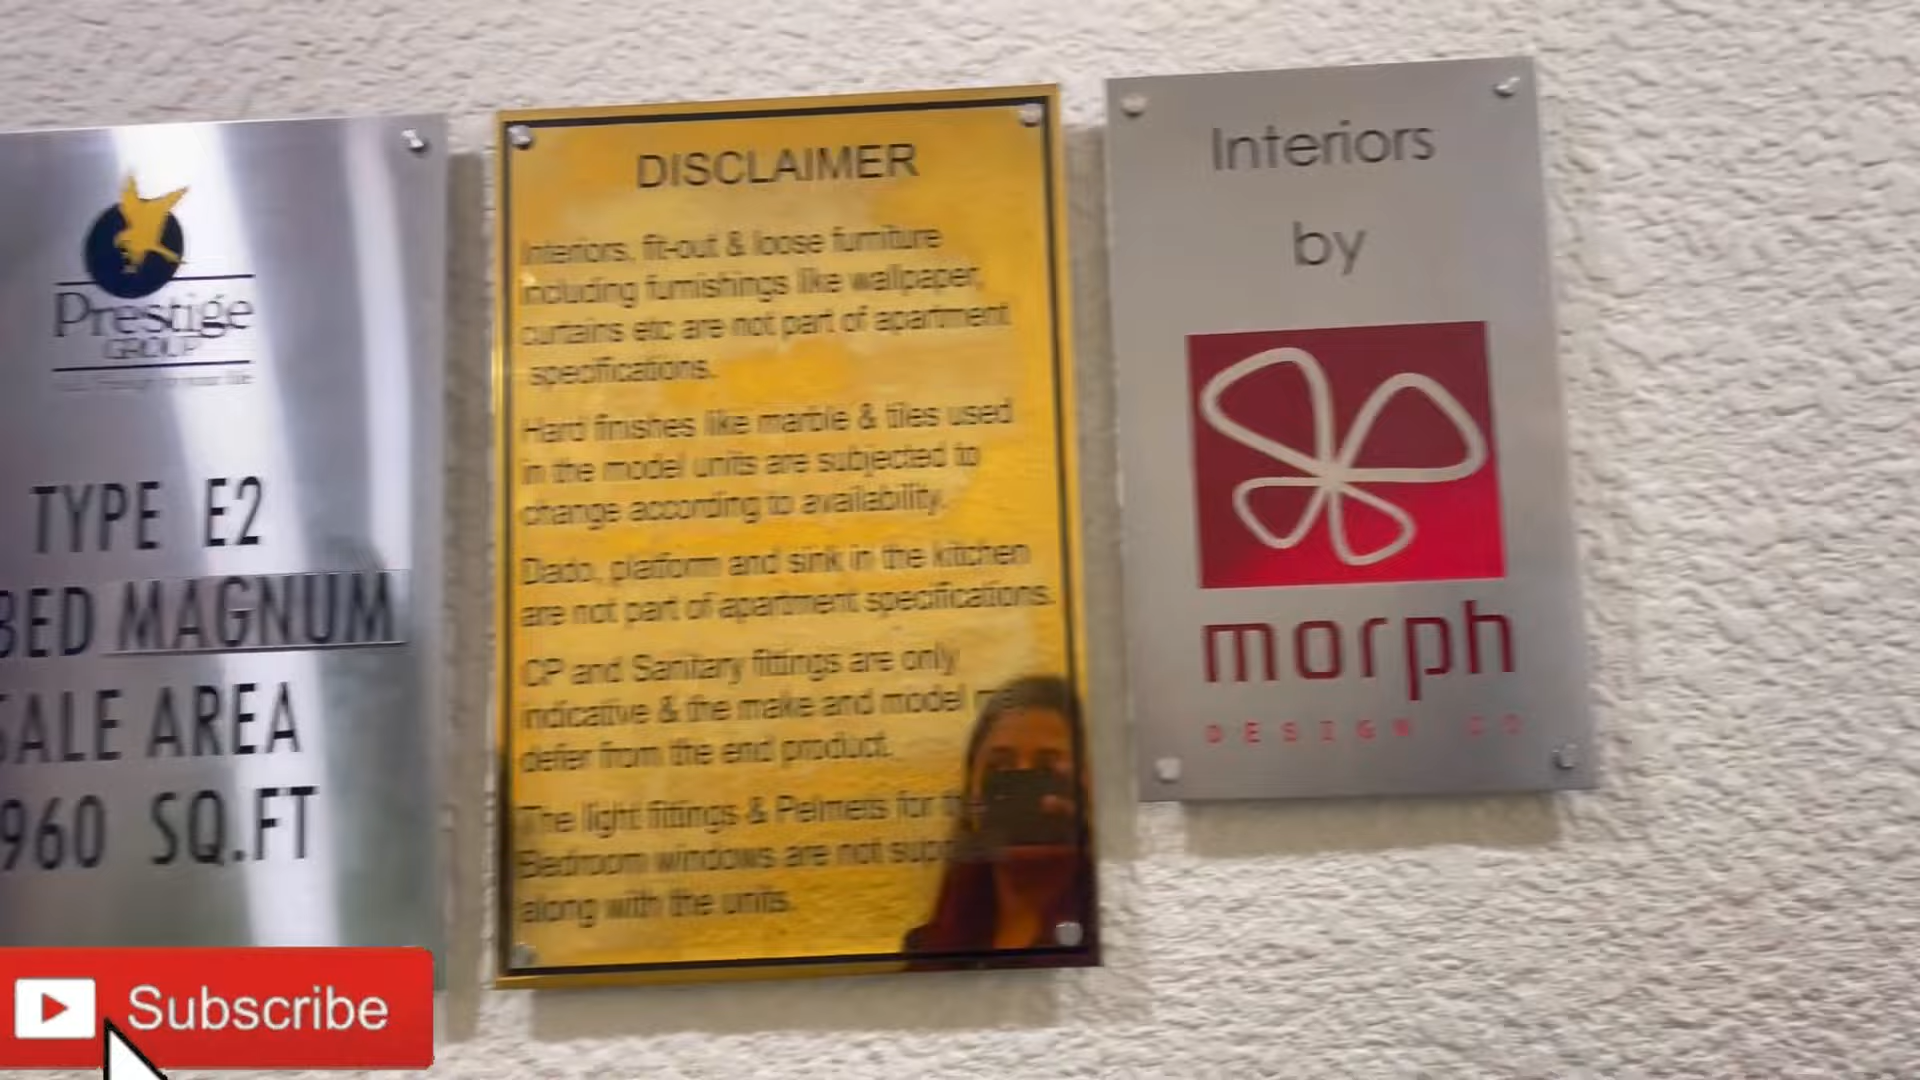 Prestige
GROUP
TYPE E2
BED MAGNUM
SALE AREA
960 SQ.FT
DISCLAIMER
Interiors, fit-out & loose furniture
including furnishings like wallpaper,
curtains etc are not part of apartment
specifications.
Hard finishes like marble & tiles used
in the model units are subjected to
change according to availability.
Dado, platform and sink in the kitchen
are not part of apartment specifications.
CP and Sanitary fittings are only
indicative & the make and model
defer from the end product.
The light fittings & Pelmets for
Bedroom windows are not
along with the units.
Interiors
by
morph
DESIGN CO
Subscribe